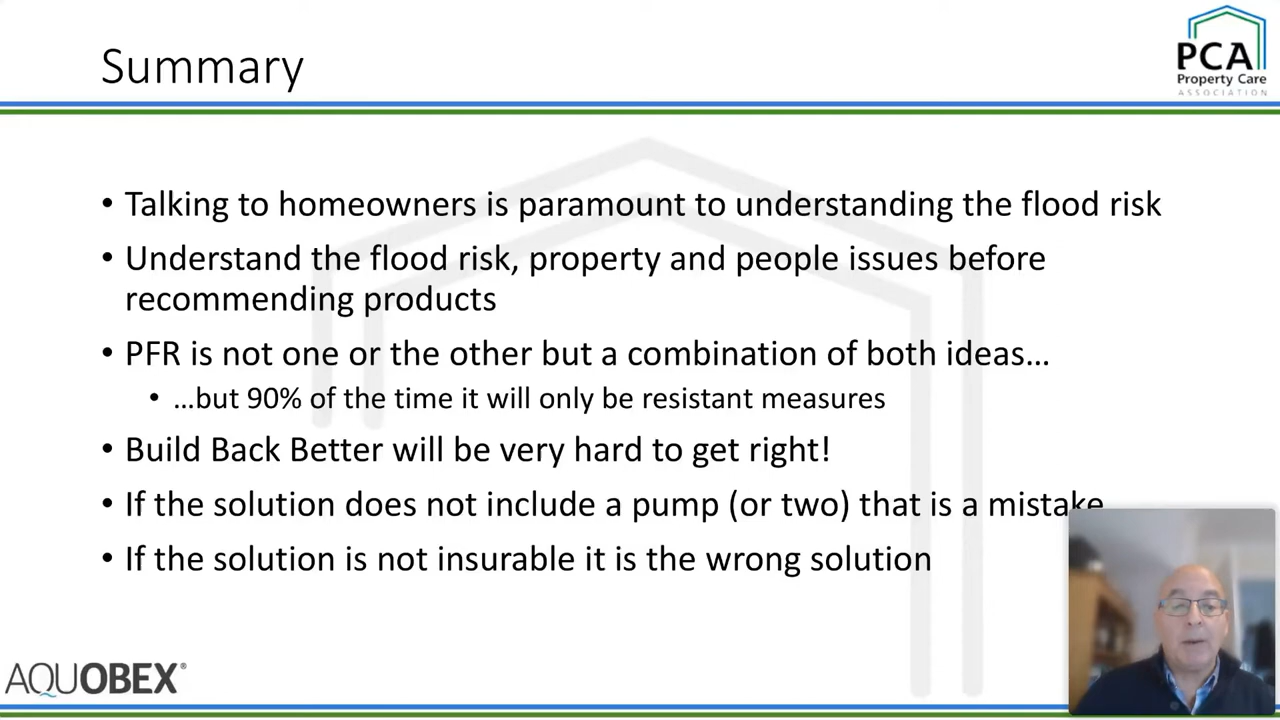 Summary
PCA
Property Care
ASSOCIATION
• Talking to homeowners is paramount to understanding the flood risk
• Understand the flood risk, property and people issues before
recommending products
• PFR is not one or the other but a combination of both ideas…
• …but 90% of the time it will only be resistant measures
• Build Back Better will be very hard to get right!
• If the solution does not include a pump (or two) that is a mistake
• If the solution is not insurable it is the wrong solution
AQUOBEX®